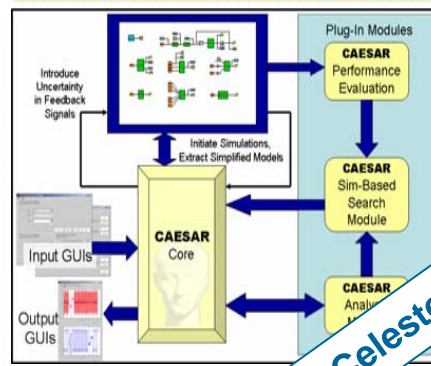 Plug-In Modules
CAESAR
Performance
Evaluation
Introduce
Uncertainty
in Feedback
Signals
Initiate Simulations,
Extract Simplified Models
CAESAR
Sim-Based
Search
Module
CAESAR
Core
Input GUIs
Output
GUIs
CAESAR